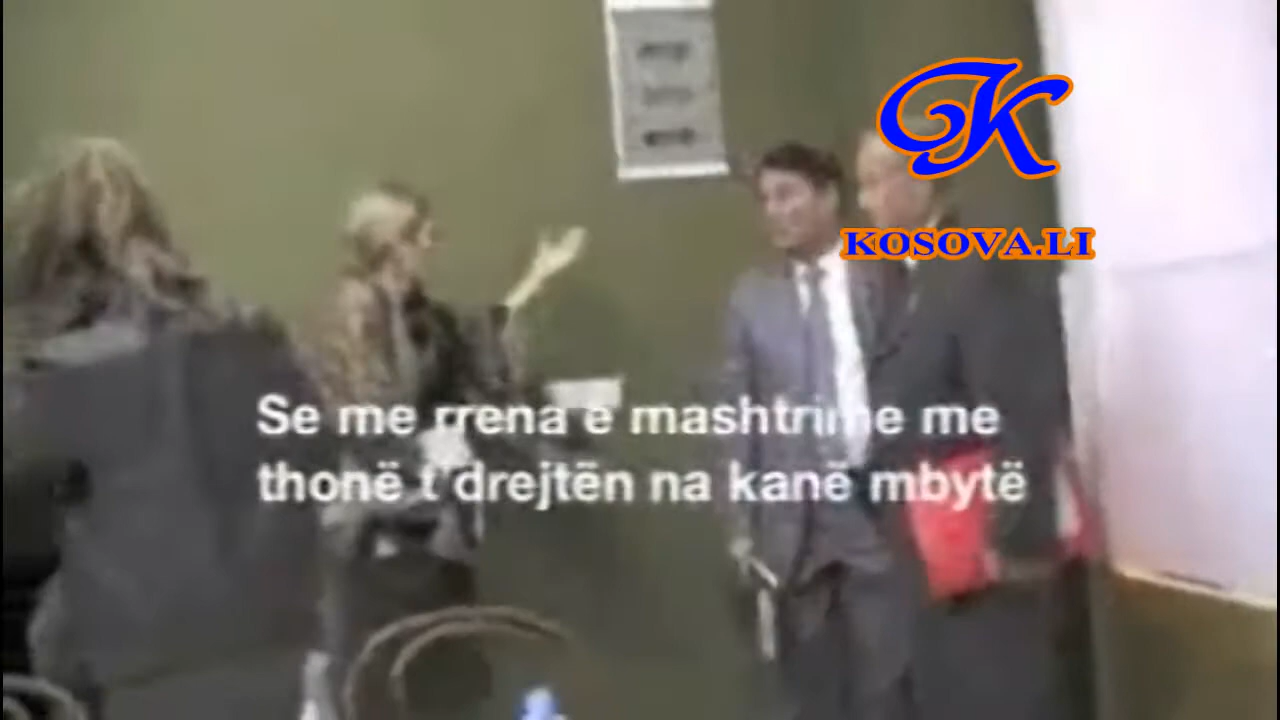 K
KOSOVA.LI
Se me rrena e mashtrime me
thonë t'drejtën na kanë mbytë